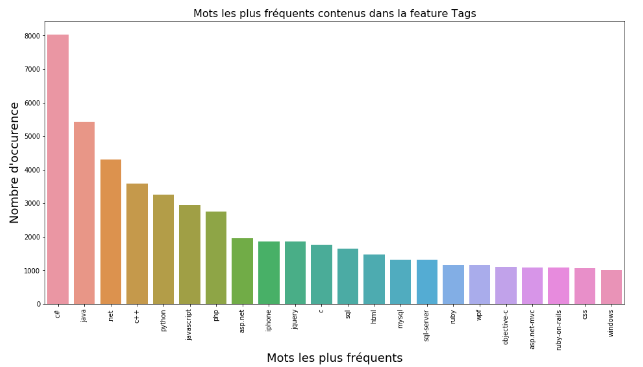 Mots les plus fréquents contenus dans la feature Tags
Nombre d'occurence
8000
7000
6000
5000
4000
3000
2000
1000
0
c#
java
.net
c++
python
javascript
php
asp.net
iphone
jquery
c
sql
html
mysql
sql-server
ruby
wpf
objective-c
asp.net-mvc
ruby-on-rails
css
windows
Mots les plus fréquents